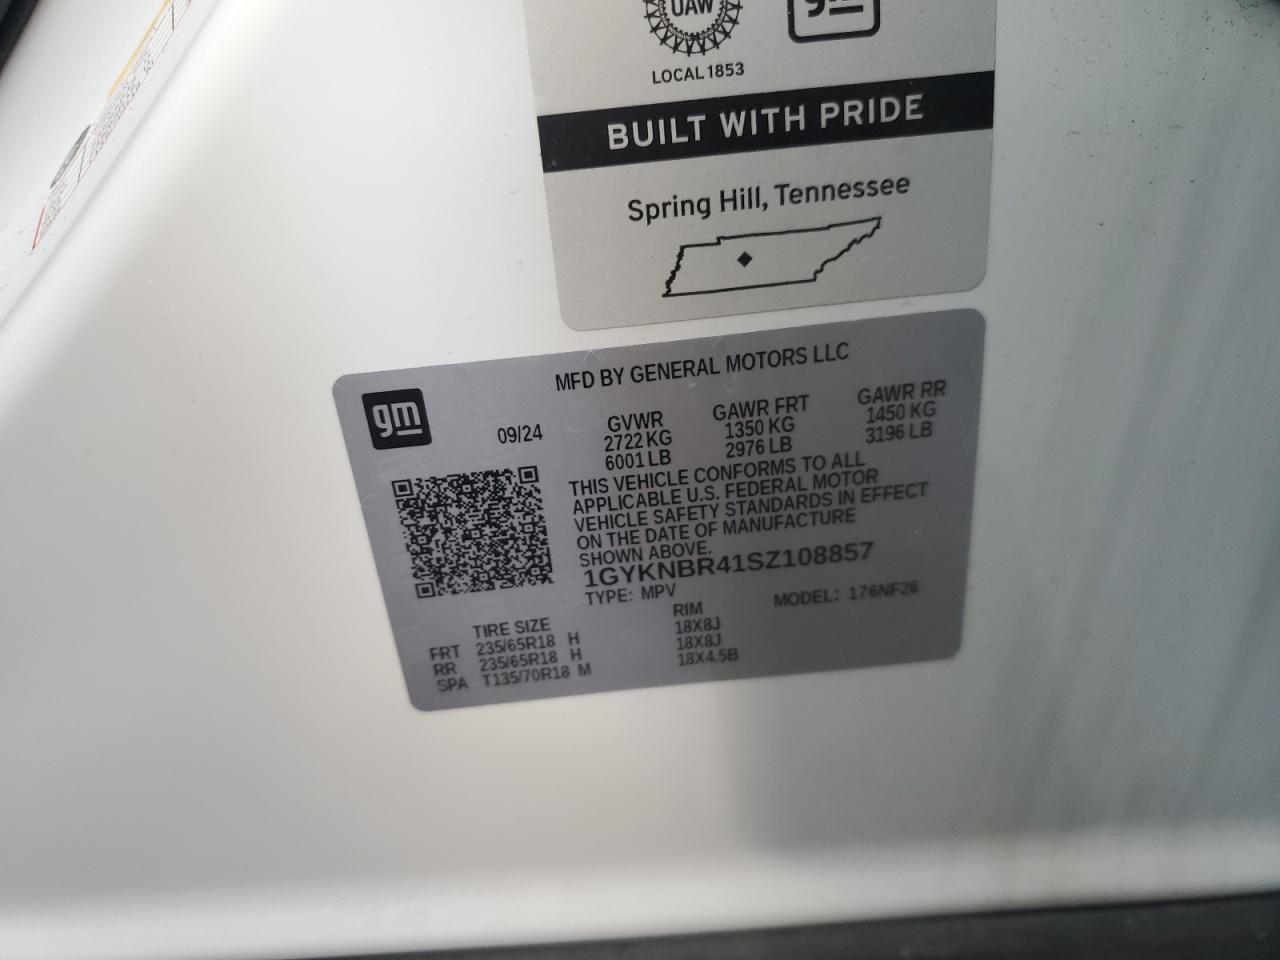 UAW
gm
LOCAL 1853
BUILT WITH PRIDE
Spring Hill, Tennessee
MFD BY GENERAL MOTORS LLC
gm
09/24
GVWR
2722 KG
6001 LB
GAWR FRT
1350 KG
2976 LB
GAWR RR
1450 KG
3196 LB
THIS VEHICLE CONFORMS TO ALL
APPLICABLE U.S. FEDERAL MOTOR
VEHICLE SAFETY STANDARDS IN EFFECT
ON THE DATE OF MANUFACTURE
SHOWN ABOVE.
1GYKNBR41SZ108857
TYPE: MPV
MODEL: 176NF26
TIRE SIZE RIM
FRT 235/65R18 H 18X8J
RR 235/65R18 H 18X8J
SPA T135/70R18 M 18X4.5B